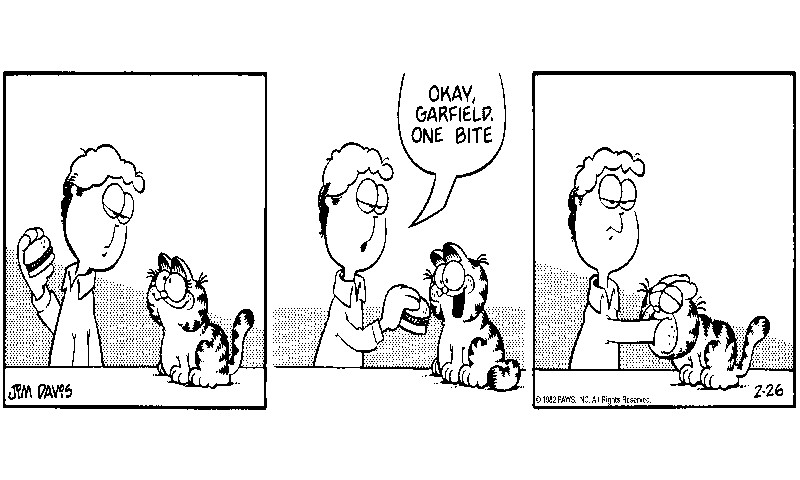 OKAY,
GARFIELD.
ONE BITE
JIM DAVIS
© 1982 PAWS, INC. All Rights Reserved.
2-26